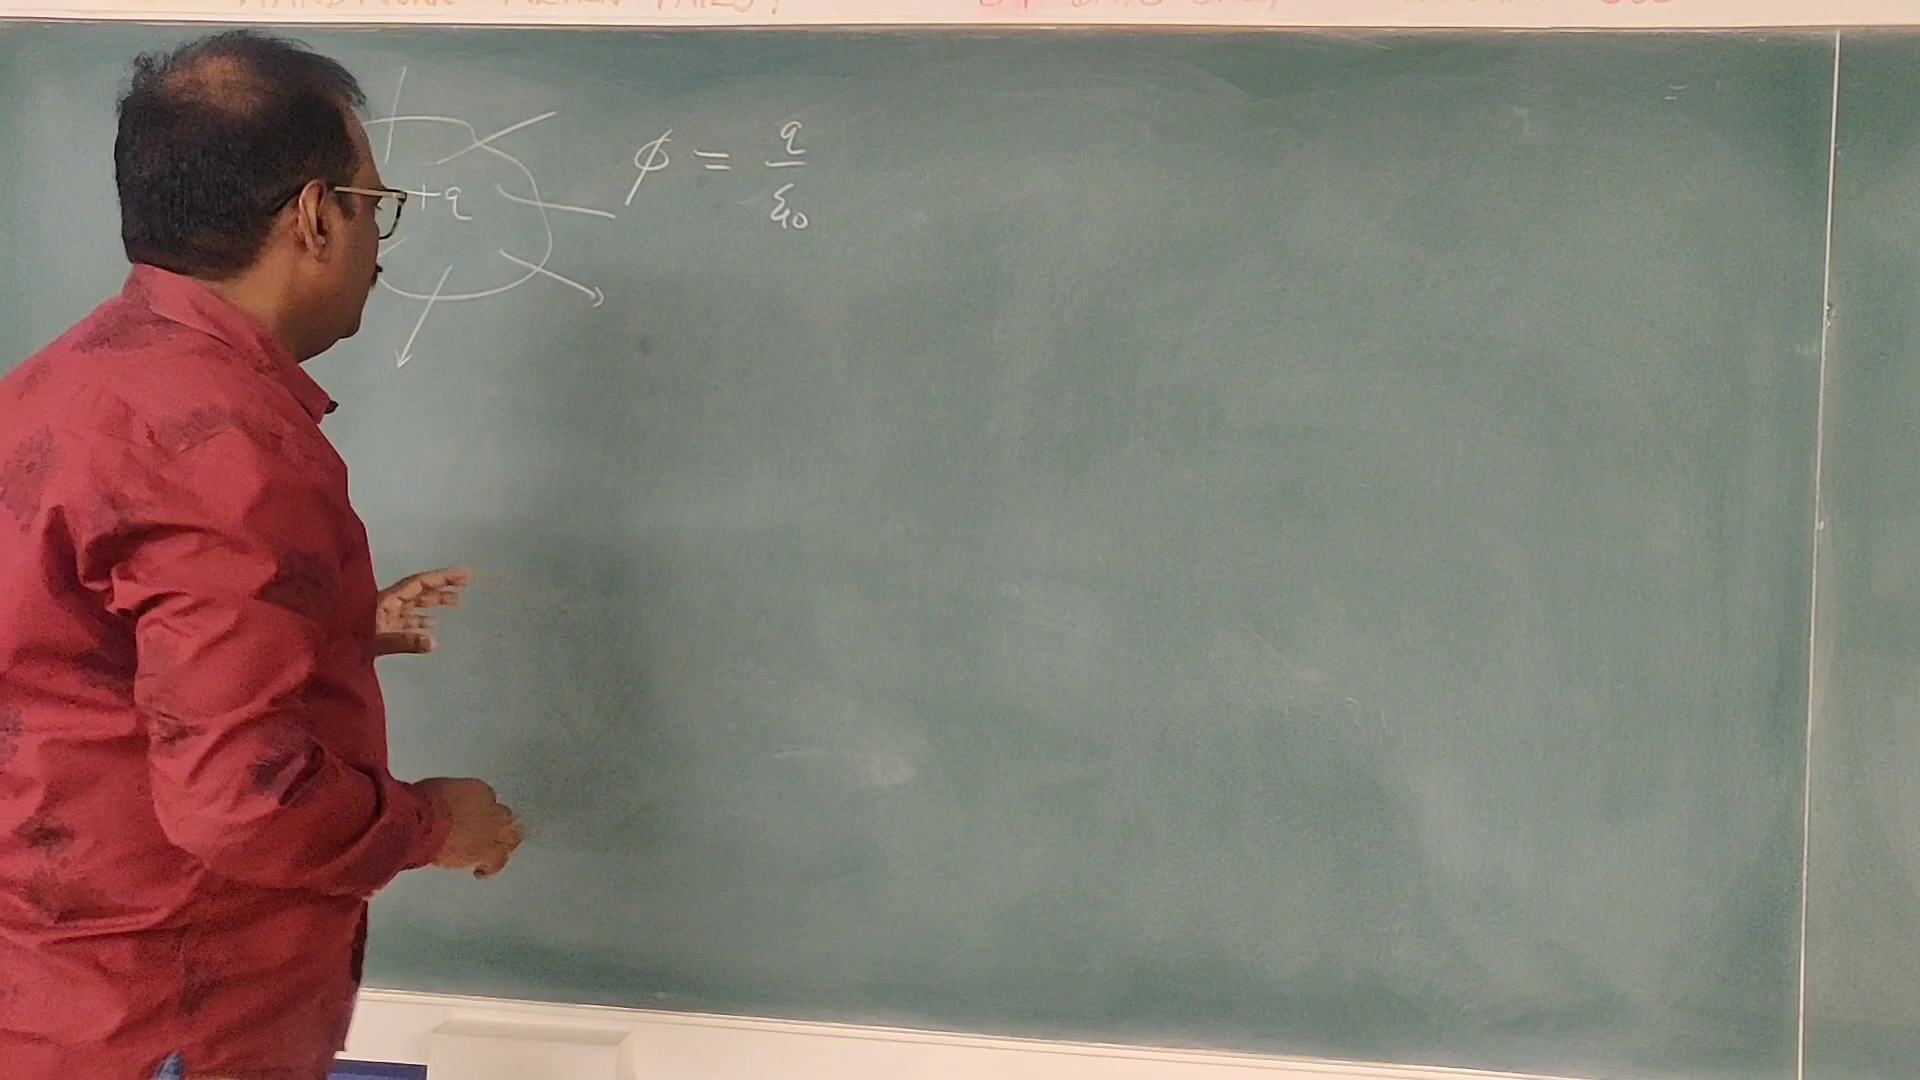 +q
ϕ = q/ε₀